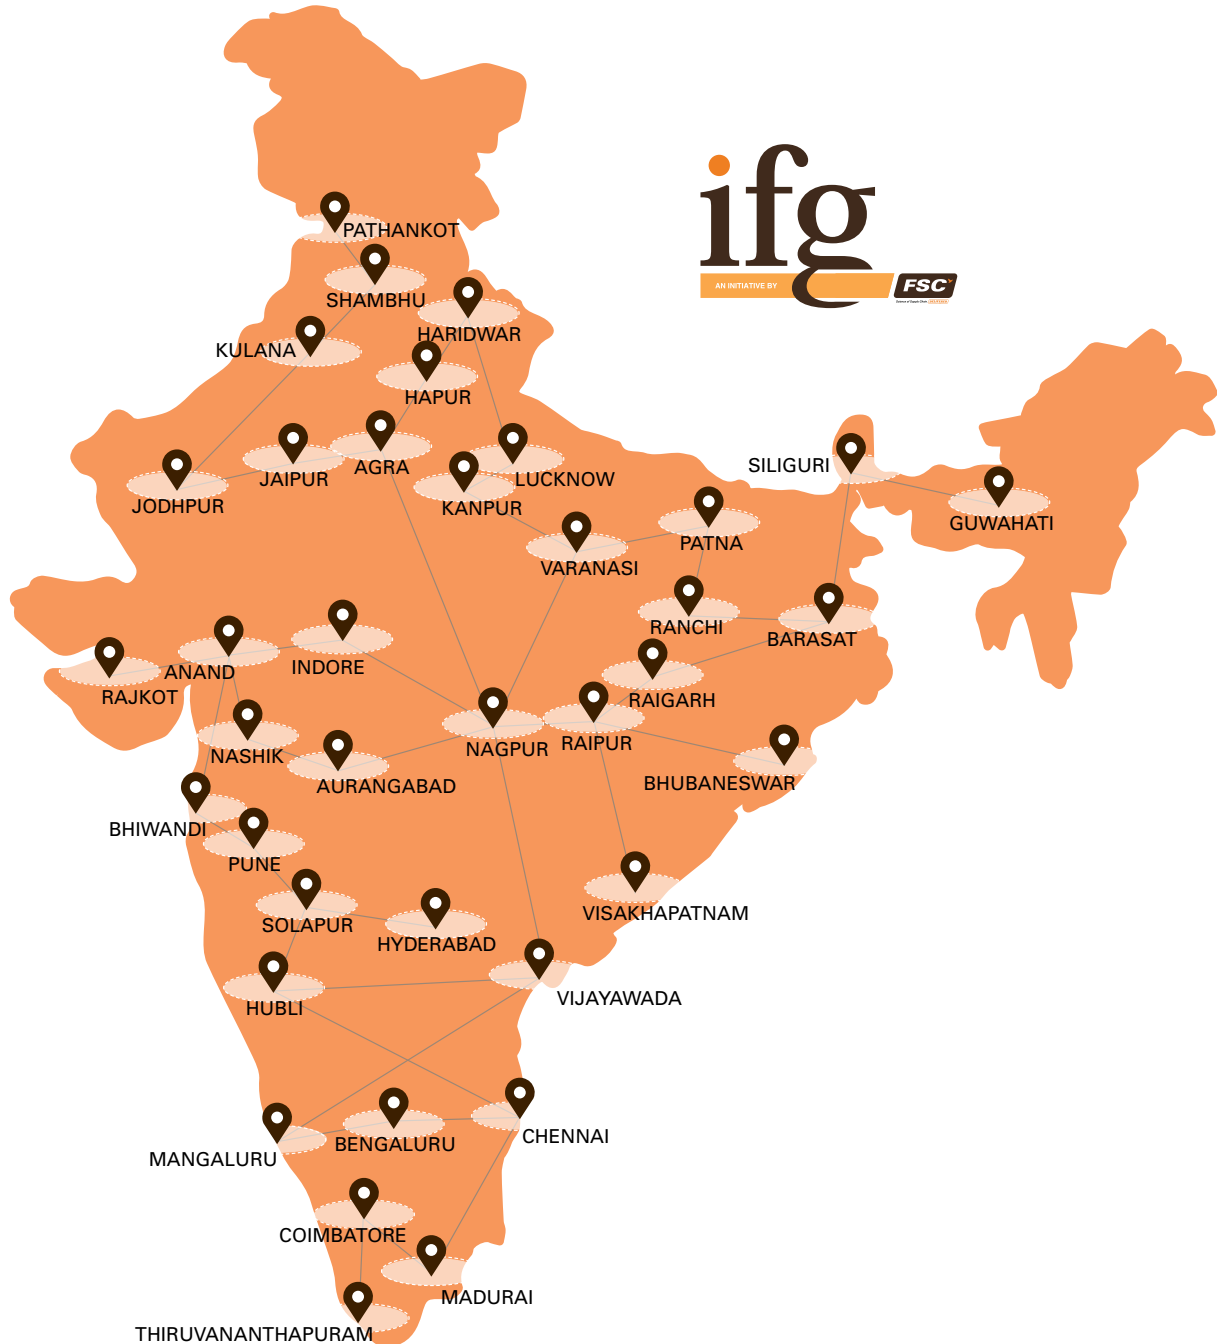 ifg
AN INITIATIVE BY
FSC
PATHANKOT
SHAMBHU
HARIDWAR
KULANA
HAPUR
AGRA
JAIPUR
JODHPUR
LUCKNOW
KANPUR
SILIGURI
GUWAHATI
PATNA
VARANASI
RANCHI
BARASAT
RAJKOT
ANAND
INDORE
RAIGARH
NASHIK
NAGPUR
RAIPUR
AURANGABAD
BHUBANESWAR
BHIWANDI
PUNE
SOLAPUR
HYDERABAD
VISAKHAPATNAM
HUBLI
VIJAYAWADA
MANGALURU
BENGALURU
CHENNAI
COIMBATORE
MADURAI
THIRUVANANTHAPURAM